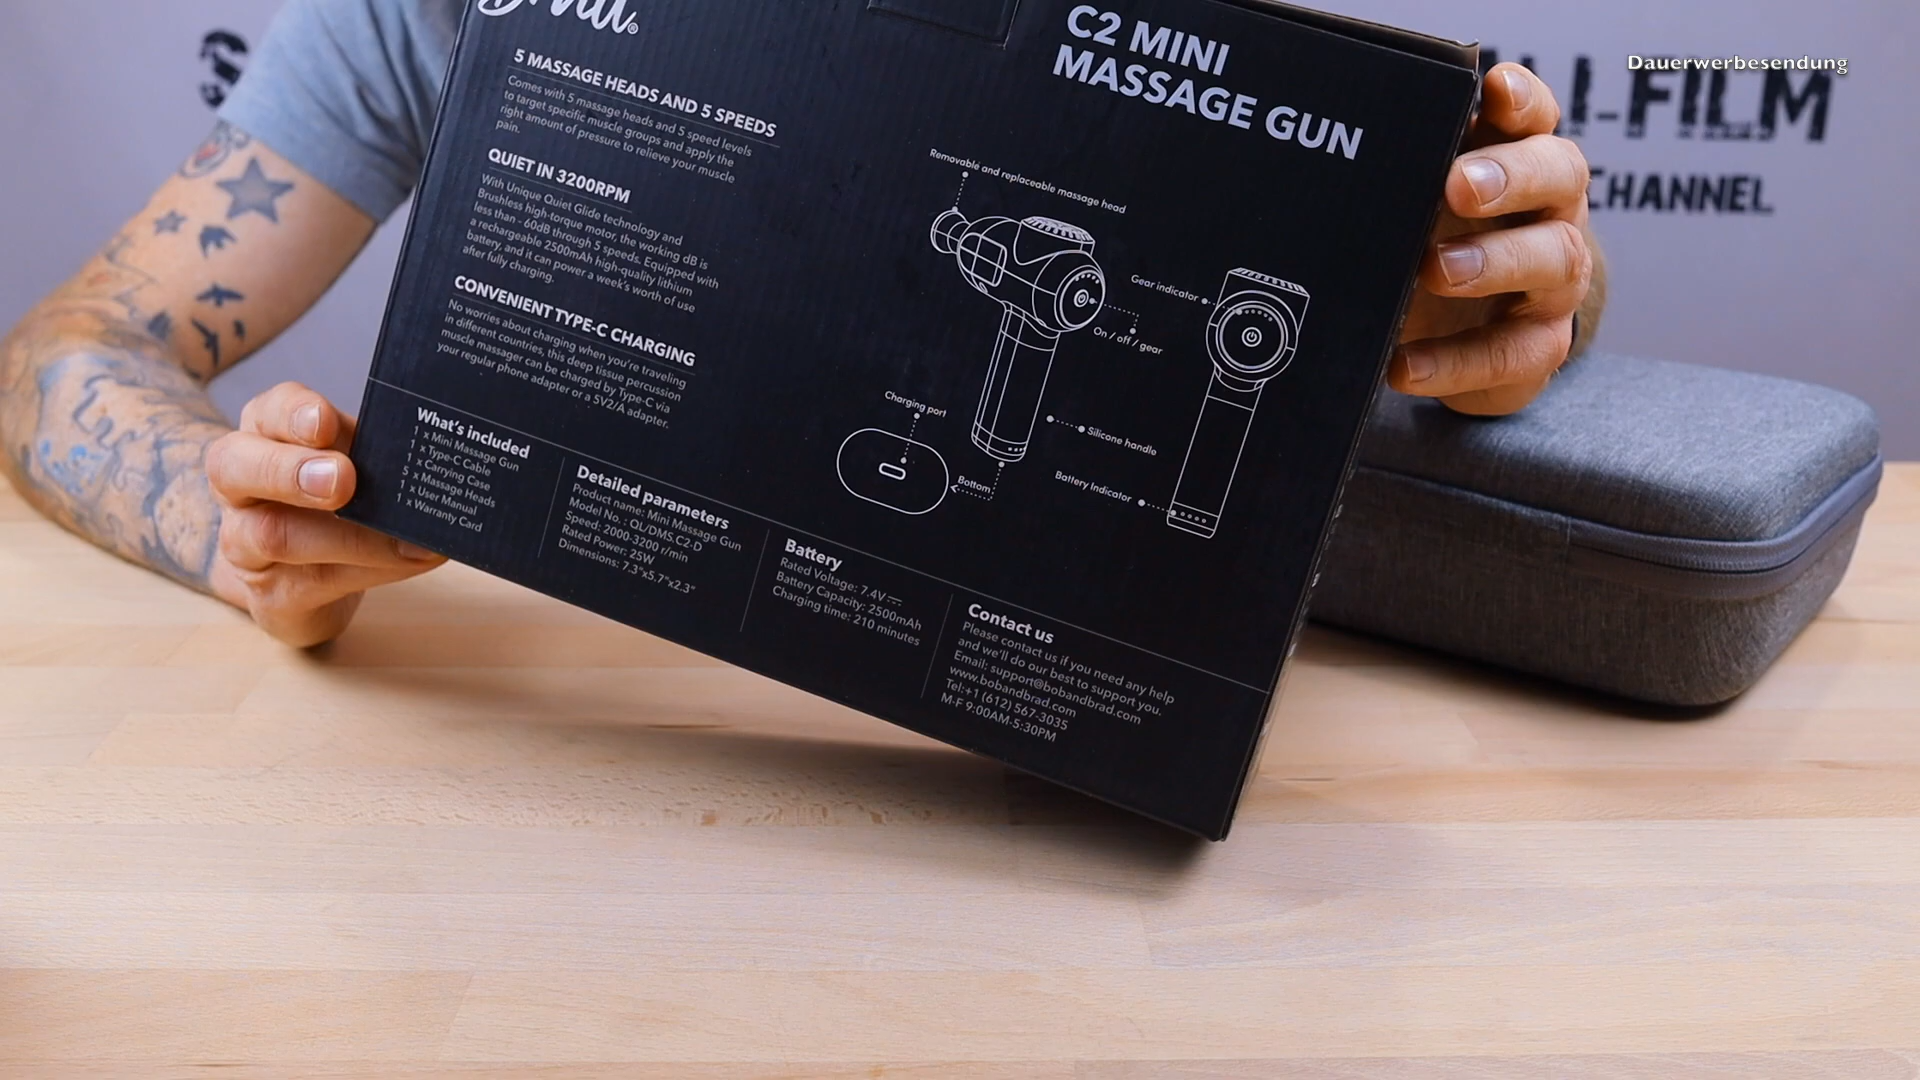 Dauerwerbesendung
-FILM
CHANNEL
C2 MINI
MASSAGE GUN
5 MASSAGE HEADS AND 5 SPEEDS
Comes with 5 massage heads and 5 speed levels
to target specific muscle groups and apply the
right amount of pressure to relieve your muscle
pain.
QUIET IN 3200RPM
With Unique Quiet Glide technology and
Brushless high-torque motor, the working dB is
less than - 60dB through 5 speeds. Equipped with
a rechargeable 2500mAh high-quality lithium
battery, and it can power a week's worth of use
after fully charging.
CONVENIENT TYPE-C CHARGING
No worries about charging when you're traveling
in different countries, this deep tissue percussion
muscle massager can be charged by Type-C via
your regular phone adapter or a 5V2/A adapter.
Removable and replaceable massage head
Gear indicator
On / off / gear
Charging port
Silicone handle
Bottom
Battery Indicator
What's included
1 x Mini Massage Gun
1 x Type-C Cable
1 x Carrying Case
5 x Massage Heads
1 x User Manual
1 x Warranty Card
Detailed parameters
Product name: Mini Massage Gun
Model No. : QL/DMS.C2-D
Speed: 2000-3200 r/min
Rated Power: 25W
Dimensions: 7.3"x5.7"x2.3"
Battery
Rated Voltage: 7.4V
Battery Capacity: 2500mAh
Charging time: 210 minutes
Contact us
Please contact us if you need any help
and we'll do our best to support you.
Email: support@bobandbrad.com
www.bobandbrad.com
Tel:+1 (612) 567-3035
M-F 9:00AM-5:30PM